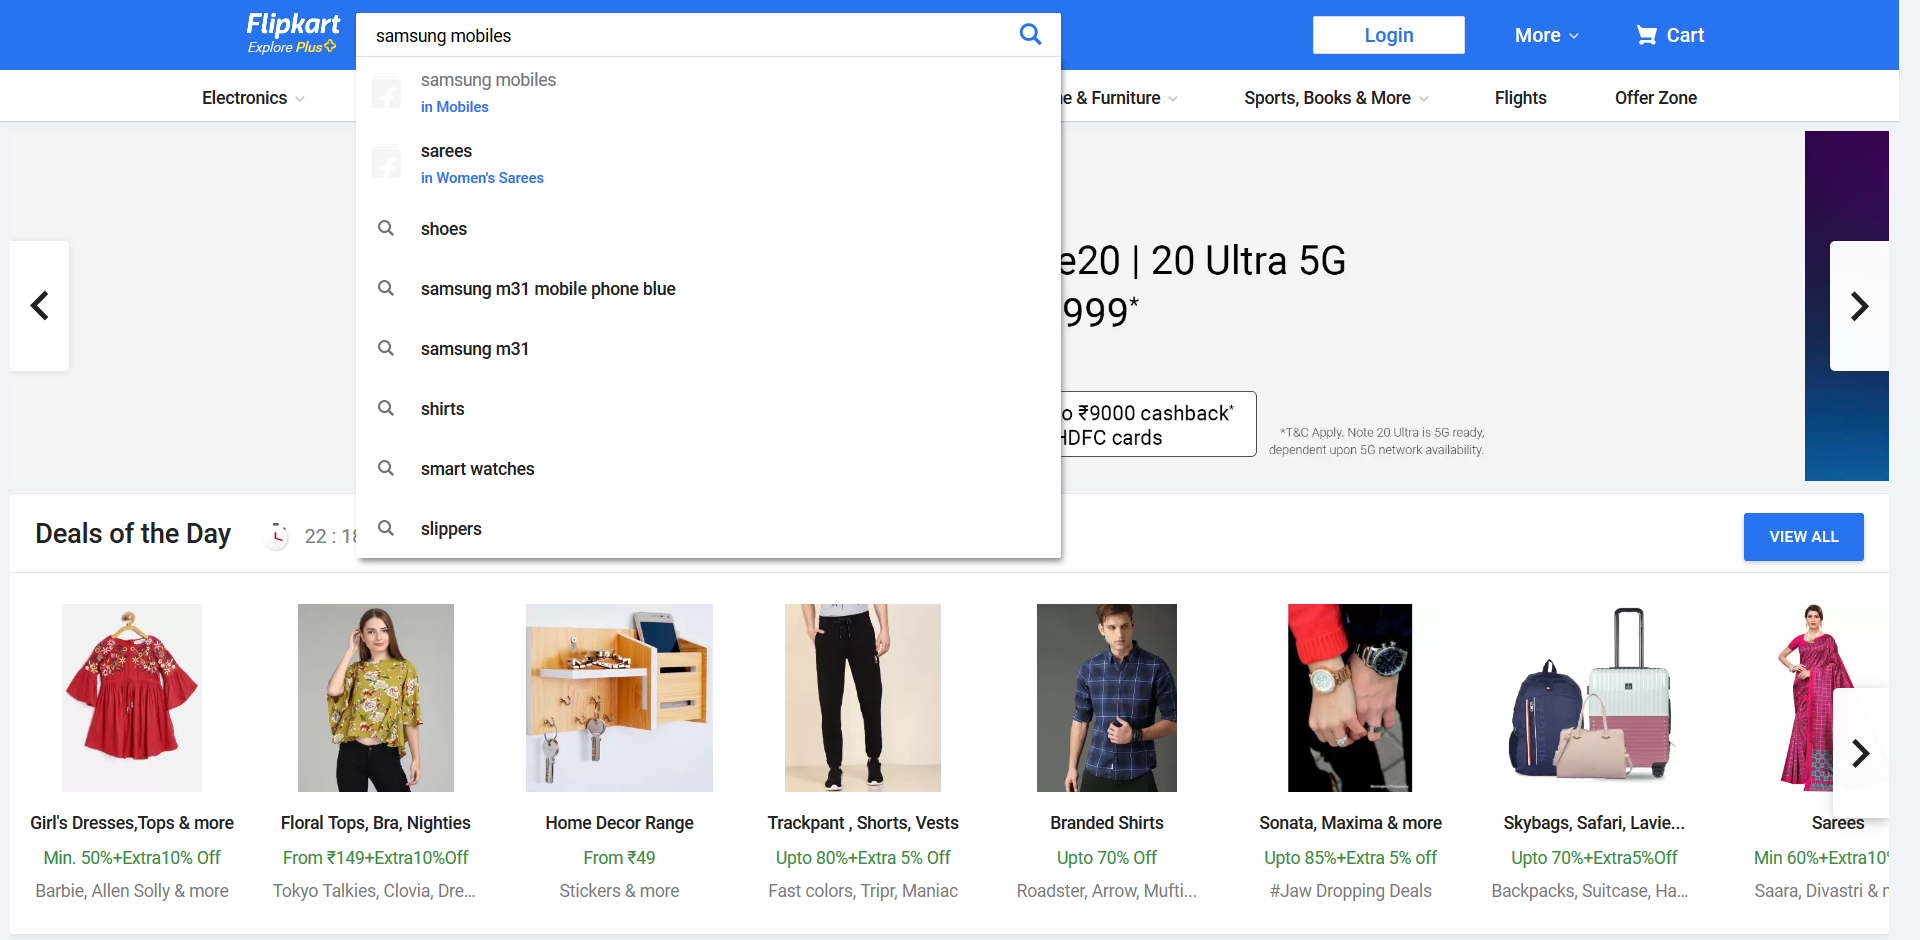 Flipkart
Explore Plus
samsung mobiles
Login
More
Cart
Electronics
e & Furniture
Sports, Books & More
Flights
Offer Zone
samsung mobiles
in Mobiles
sarees
in Women's Sarees
shoes
samsung m31 mobile phone blue
samsung m31
shirts
smart watches
slippers
e20 | 20 Ultra 5G
999*
o ₹9000 cashback*
HDFC cards
*T&C Apply. Note 20 Ultra is 5G ready,
dependent upon 5G network availability.
Deals of the Day
22 : 18
VIEW ALL
Girl's Dresses,Tops & more
Min. 50%+Extra10% Off
Barbie, Allen Solly & more
Floral Tops, Bra, Nighties
From ₹149+Extra10%Off
Tokyo Talkies, Clovia, Dre...
Home Decor Range
From ₹49
Stickers & more
Trackpant , Shorts, Vests
Upto 80%+Extra 5% Off
Fast colors, Tripr, Maniac
Branded Shirts
Upto 70% Off
Roadster, Arrow, Mufti...
Sonata, Maxima & more
Upto 85%+Extra 5% off
#Jaw Dropping Deals
Skybags, Safari, Lavie...
Upto 70%+Extra5%Off
Backpacks, Suitcase, Ha...
Sarees
Min 60%+Extra10%
Saara, Divastri & m